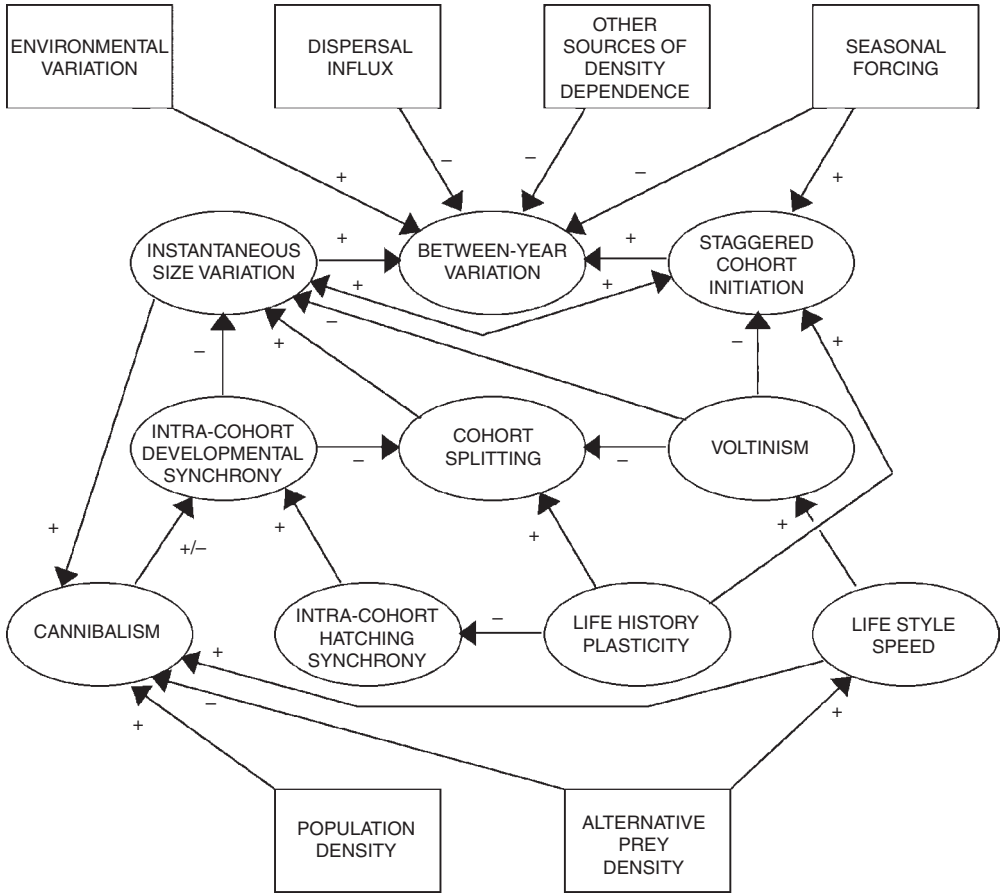 ENVIRONMENTAL
VARIATION
DISPERSAL
INFLUX
OTHER
SOURCES OF
DENSITY
DEPENDENCE
SEASONAL
FORCING
+
–
–
–
+
INSTANTANEOUS
SIZE VARIATION
+
BETWEEN-YEAR
VARIATION
+
STAGGERED
COHORT
INITIATION
+
+
–
–
+
–
+
INTRA-COHORT
DEVELOPMENTAL
SYNCHRONY
–
COHORT
SPLITTING
–
VOLTINISM
+
+/–
+
+
+
CANNIBALISM
INTRA-COHORT
HATCHING
SYNCHRONY
–
LIFE HISTORY
PLASTICITY
LIFE STYLE
SPEED
+
–
+
+
POPULATION
DENSITY
ALTERNATIVE
PREY
DENSITY